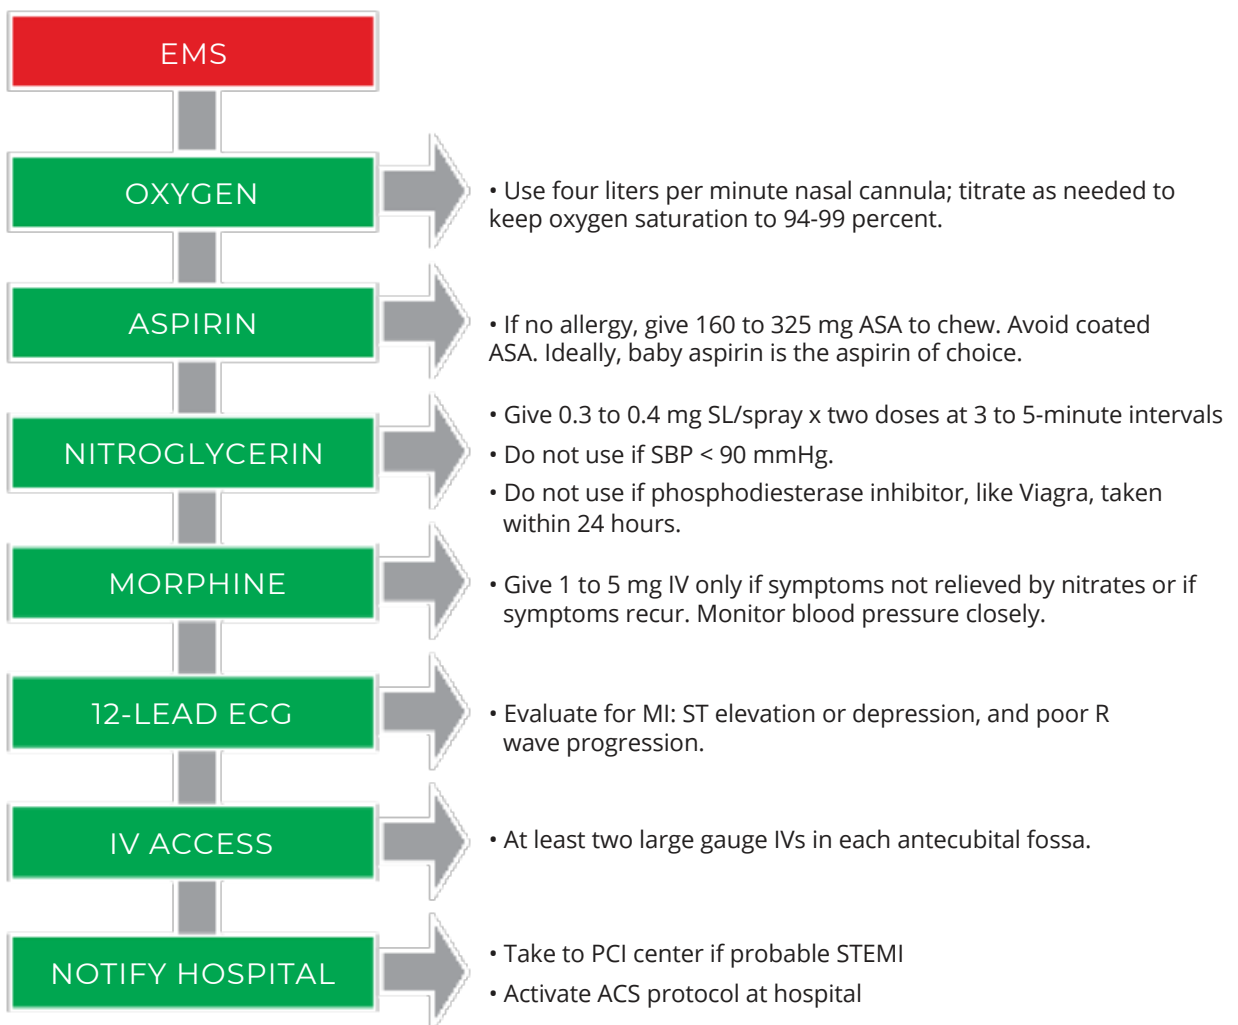 EMS
OXYGEN
• Use four liters per minute nasal cannula; titrate as needed to
keep oxygen saturation to 94-99 percent.
ASPIRIN
• If no allergy, give 160 to 325 mg ASA to chew. Avoid coated
ASA. Ideally, baby aspirin is the aspirin of choice.
NITROGLYCERIN
• Give 0.3 to 0.4 mg SL/spray x two doses at 3 to 5-minute intervals
• Do not use if SBP < 90 mmHg.
• Do not use if phosphodiesterase inhibitor, like Viagra, taken
within 24 hours.
MORPHINE
• Give 1 to 5 mg IV only if symptoms not relieved by nitrates or if
symptoms recur. Monitor blood pressure closely.
12-LEAD ECG
• Evaluate for MI: ST elevation or depression, and poor R
wave progression.
IV ACCESS
• At least two large gauge IVs in each antecubital fossa.
NOTIFY HOSPITAL
• Take to PCI center if probable STEMI
• Activate ACS protocol at hospital